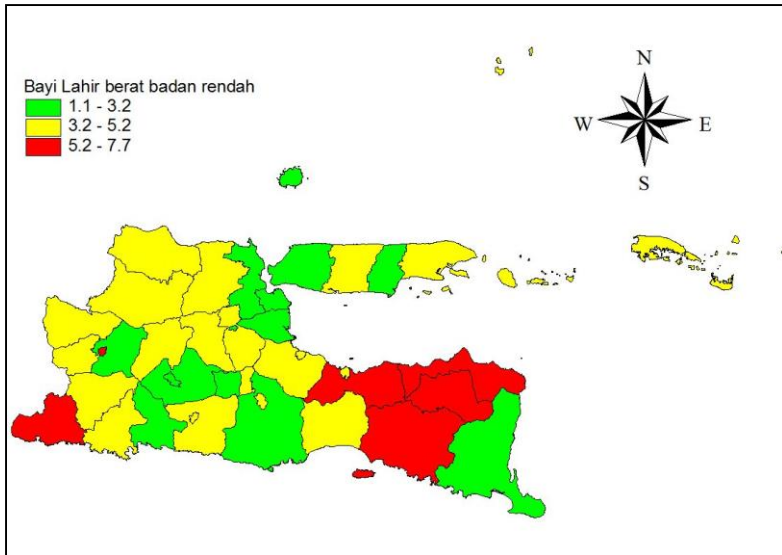 Bayi Lahir berat badan rendah
1.1 - 3.2
3.2 - 5.2
5.2 - 7.7
N
W E
S